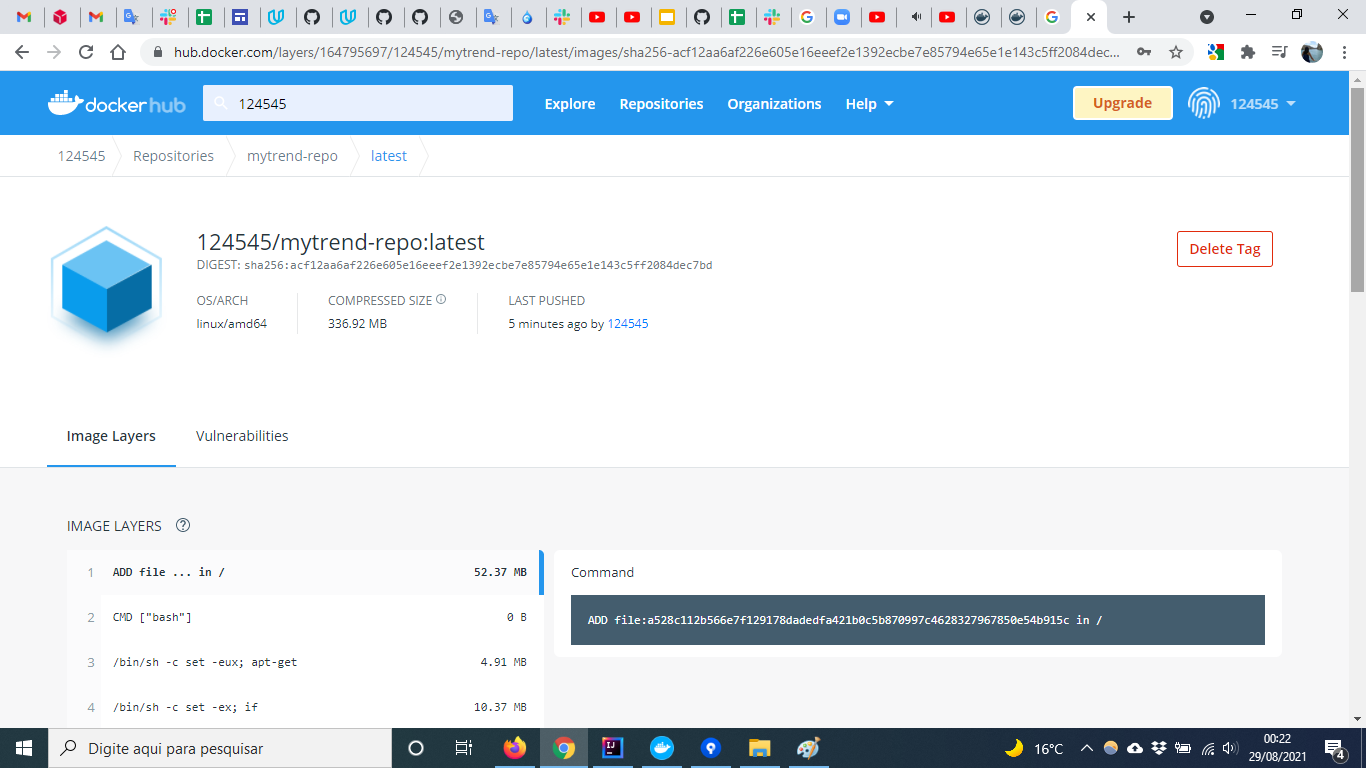 hub.docker.com/layers/164795697/124545/mytrend-repo/latest/images/sha256-acf12aa6af226e605e16eeef2e1392ecbe7e85794e65e1e143c5ff2084dec...
docker hub
124545
Explore
Repositories
Organizations
Help
Upgrade
124545
124545
Repositories
mytrend-repo
latest
124545/mytrend-repo:latest
Delete Tag
DIGEST: sha256:acf12aa6af226e605e16eeef2e1392ecbe7e85794e65e1e143c5ff2084dec7bd
OS/ARCH
COMPRESSED SIZE
LAST PUSHED
linux/amd64
336.92 MB
5 minutes ago by 124545
Image Layers
Vulnerabilities
IMAGE LAYERS
1 ADD file ... in / 52.37 MB
2 CMD ["bash"] 0 B
3 /bin/sh -c set -eux; apt-get 4.91 MB
4 /bin/sh -c set -ex; if 10.37 MB
Command
ADD file:a528c112b566e7f129178dadedfa421b0c5b870997c4628327967850e54b915c in /
Digite aqui para pesquisar
16°C
00:22
29/08/2021
4